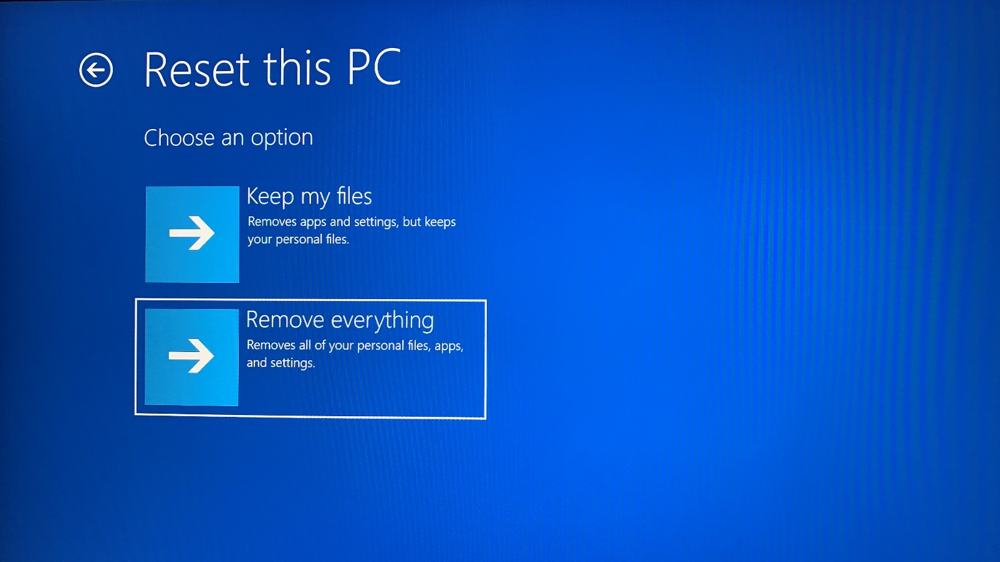 Reset this PC
Choose an option
Keep my files
Removes apps and settings, but keeps
your personal files.
Remove everything
Removes all of your personal files, apps,
and settings.